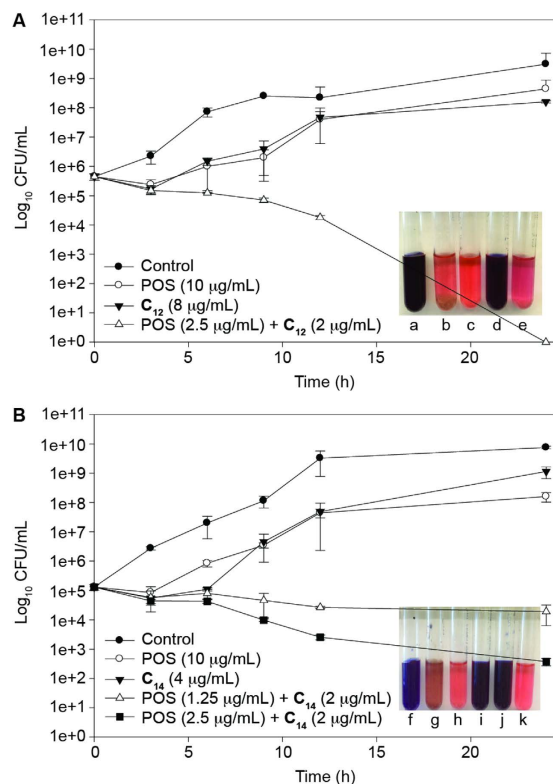 A
1e+11
1e+10
1e+9
1e+8
1e+7
1e+6
1e+5
1e+4
1e+3
1e+2
1e+1
1e+0
Log10 CFU/mL
Control
POS (10 µg/mL)
C12 (8 µg/mL)
POS (2.5 µg/mL) + C12 (2 µg/mL)
a b c d e
0 5 10 15 20
Time (h)
B
1e+11
1e+10
1e+9
1e+8
1e+7
1e+6
1e+5
1e+4
1e+3
1e+2
1e+1
1e+0
Log10 CFU/mL
Control
POS (10 µg/mL)
C14 (4 µg/mL)
POS (1.25 µg/mL) + C14 (2 µg/mL)
POS (2.5 µg/mL) + C14 (2 µg/mL)
f g h i j k
0 5 10 15 20
Time (h)